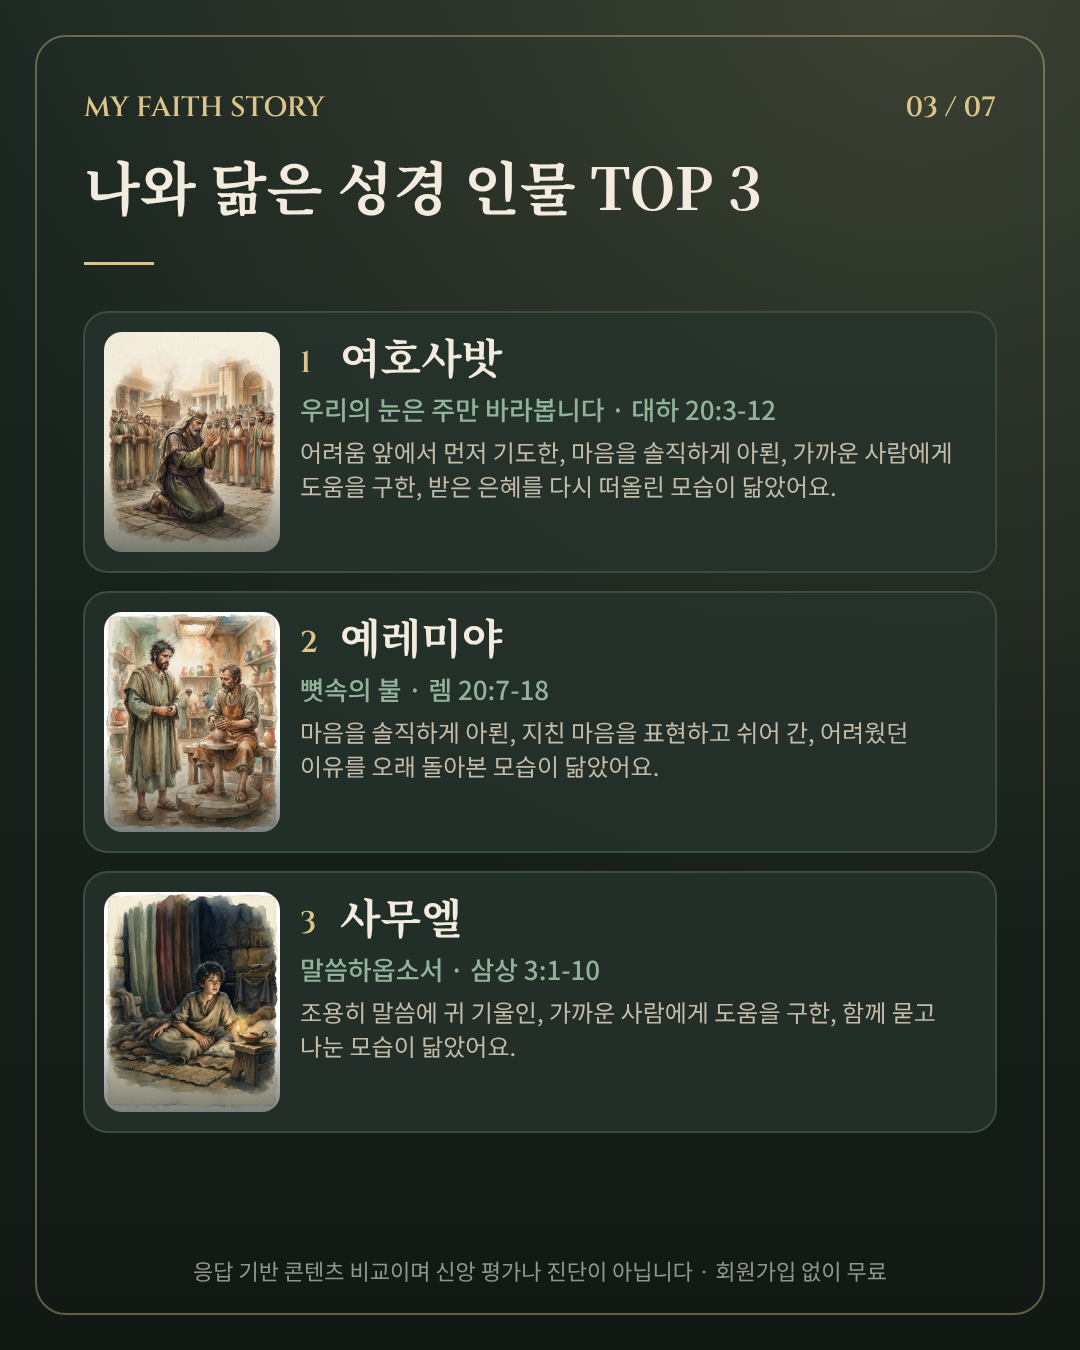 MY FAITH STORY
03 / 07
나와 닮은 성경 인물 TOP 3
1 여호사밧
우리의 눈은 주만 바라봅니다 · 대하 20:3-12
어려움 앞에서 먼저 기도한, 마음을 솔직하게 아뢴, 가까운 사람에게
도움을 구한, 받은 은혜를 다시 떠올린 모습이 닮았어요.
2 예레미야
뼛속의 불 · 렘 20:7-18
마음을 솔직하게 아뢴, 지친 마음을 표현하고 쉬어 간, 어려웠던
이유를 오래 돌아본 모습이 닮았어요.
3 사무엘
말씀하옵소서 · 삼상 3:1-10
조용히 말씀에 귀 기울인, 가까운 사람에게 도움을 구한, 함께 묻고
나눈 모습이 닮았어요.
응답 기반 콘텐츠 비교이며 신앙 평가나 진단이 아닙니다 · 회원가입 없이 무료